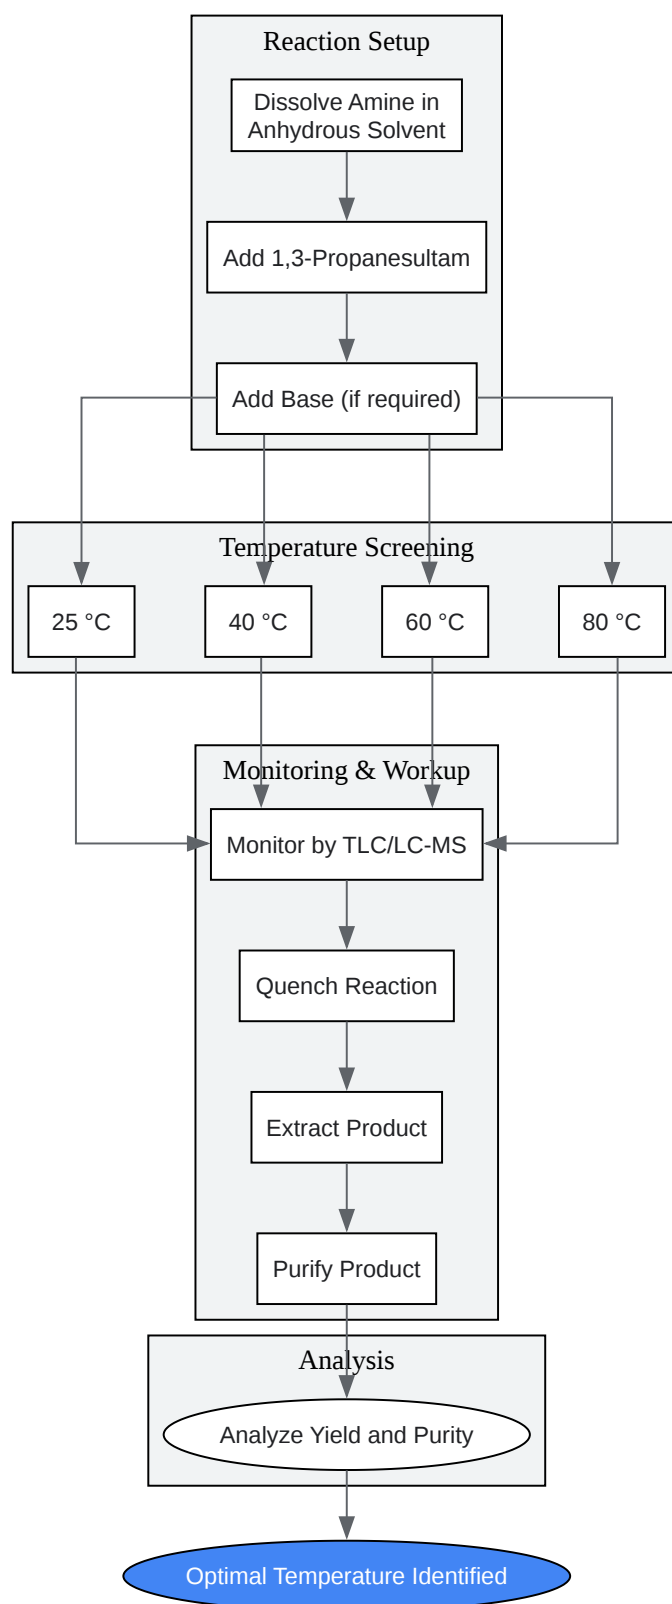 Reaction Setup
Dissolve Amine in
Anhydrous Solvent
Add 1,3-Propanesultam
Add Base (if required)
Temperature Screening
25 °C
40 °C
60 °C
80 °C
Monitoring & Workup
Monitor by TLC/LC-MS
Quench Reaction
Extract Product
Purify Product
Analysis
Analyze Yield and Purity
Optimal Temperature Identified